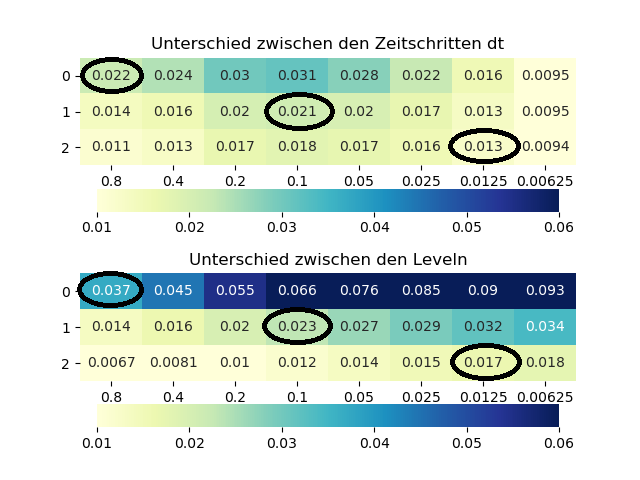 Unterschied zwischen den Zeitschritten dt
0 0.022 0.024 0.03 0.031 0.028 0.022 0.016 0.0095
1 0.014 0.016 0.02 0.021 0.02 0.017 0.013 0.0095
2 0.011 0.013 0.017 0.018 0.017 0.016 0.013 0.0094
0.8 0.4 0.2 0.1 0.05 0.025 0.0125 0.00625
0.01 0.02 0.03 0.04 0.05 0.06
Unterschied zwischen den Leveln
0 0.037 0.045 0.055 0.066 0.076 0.085 0.09 0.093
1 0.014 0.016 0.02 0.023 0.027 0.029 0.032 0.034
2 0.0067 0.0081 0.01 0.012 0.014 0.015 0.017 0.018
0.8 0.4 0.2 0.1 0.05 0.025 0.0125 0.00625
0.01 0.02 0.03 0.04 0.05 0.06